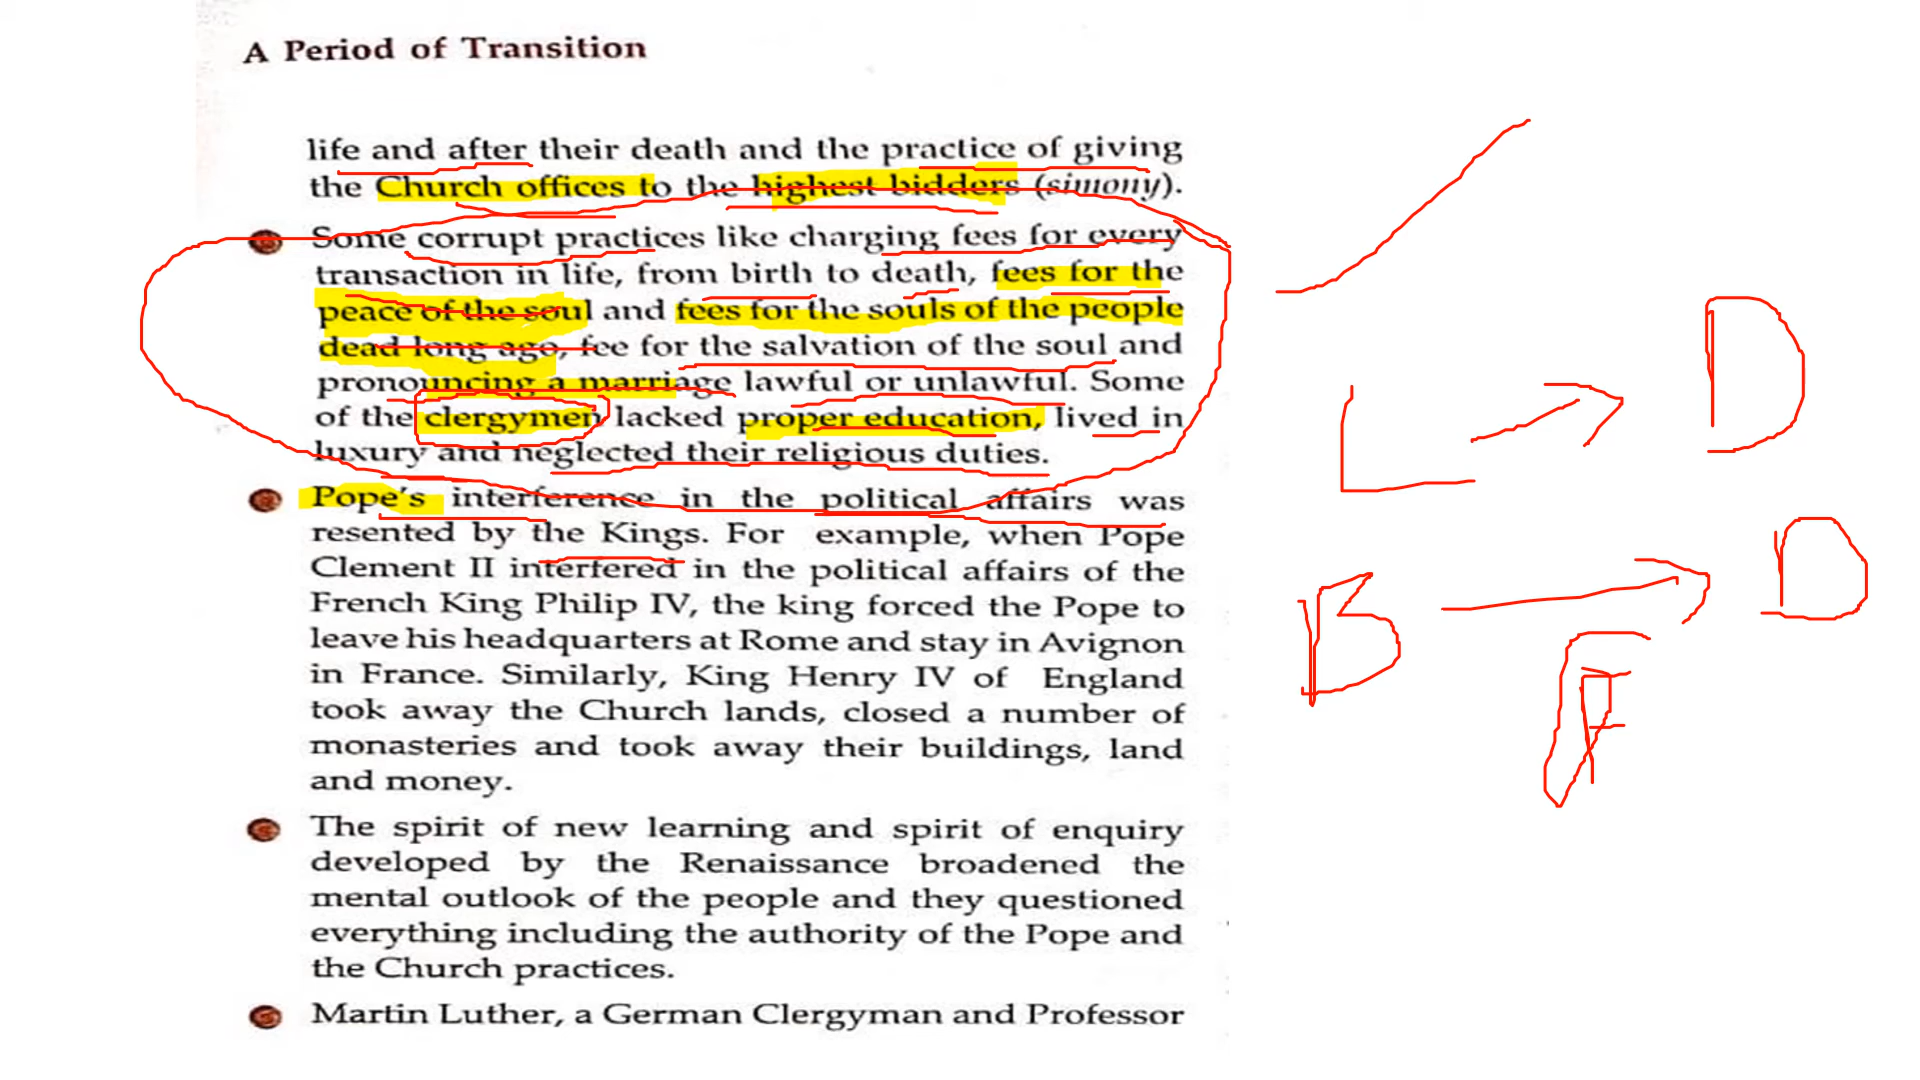 A Period of Transition
life and after their death and the practice of giving
the Church offices to the highest bidders (simony).
Some corrupt practices like charging fees for every
transaction in life, from birth to death, fees for the
peace of the soul and fees for the souls of the people
dead long ago, fee for the salvation of the soul and
pronouncing a marriage lawful or unlawful. Some
of the clergymen lacked proper education, lived in
luxury and neglected their religious duties.
Pope's interference in the political affairs was
resented by the Kings. For example, when Pope
Clement II interfered in the political affairs of the
French King Philip IV, the king forced the Pope to
leave his headquarters at Rome and stay in Avignon
in France. Similarly, King Henry IV of England
took away the Church lands, closed a number of
monasteries and took away their buildings, land
and money.
The spirit of new learning and spirit of enquiry
developed by the Renaissance broadened the
mental outlook of the people and they questioned
everything including the authority of the Pope and
the Church practices.
Martin Luther, a German Clergyman and Professor
L → D
B → D